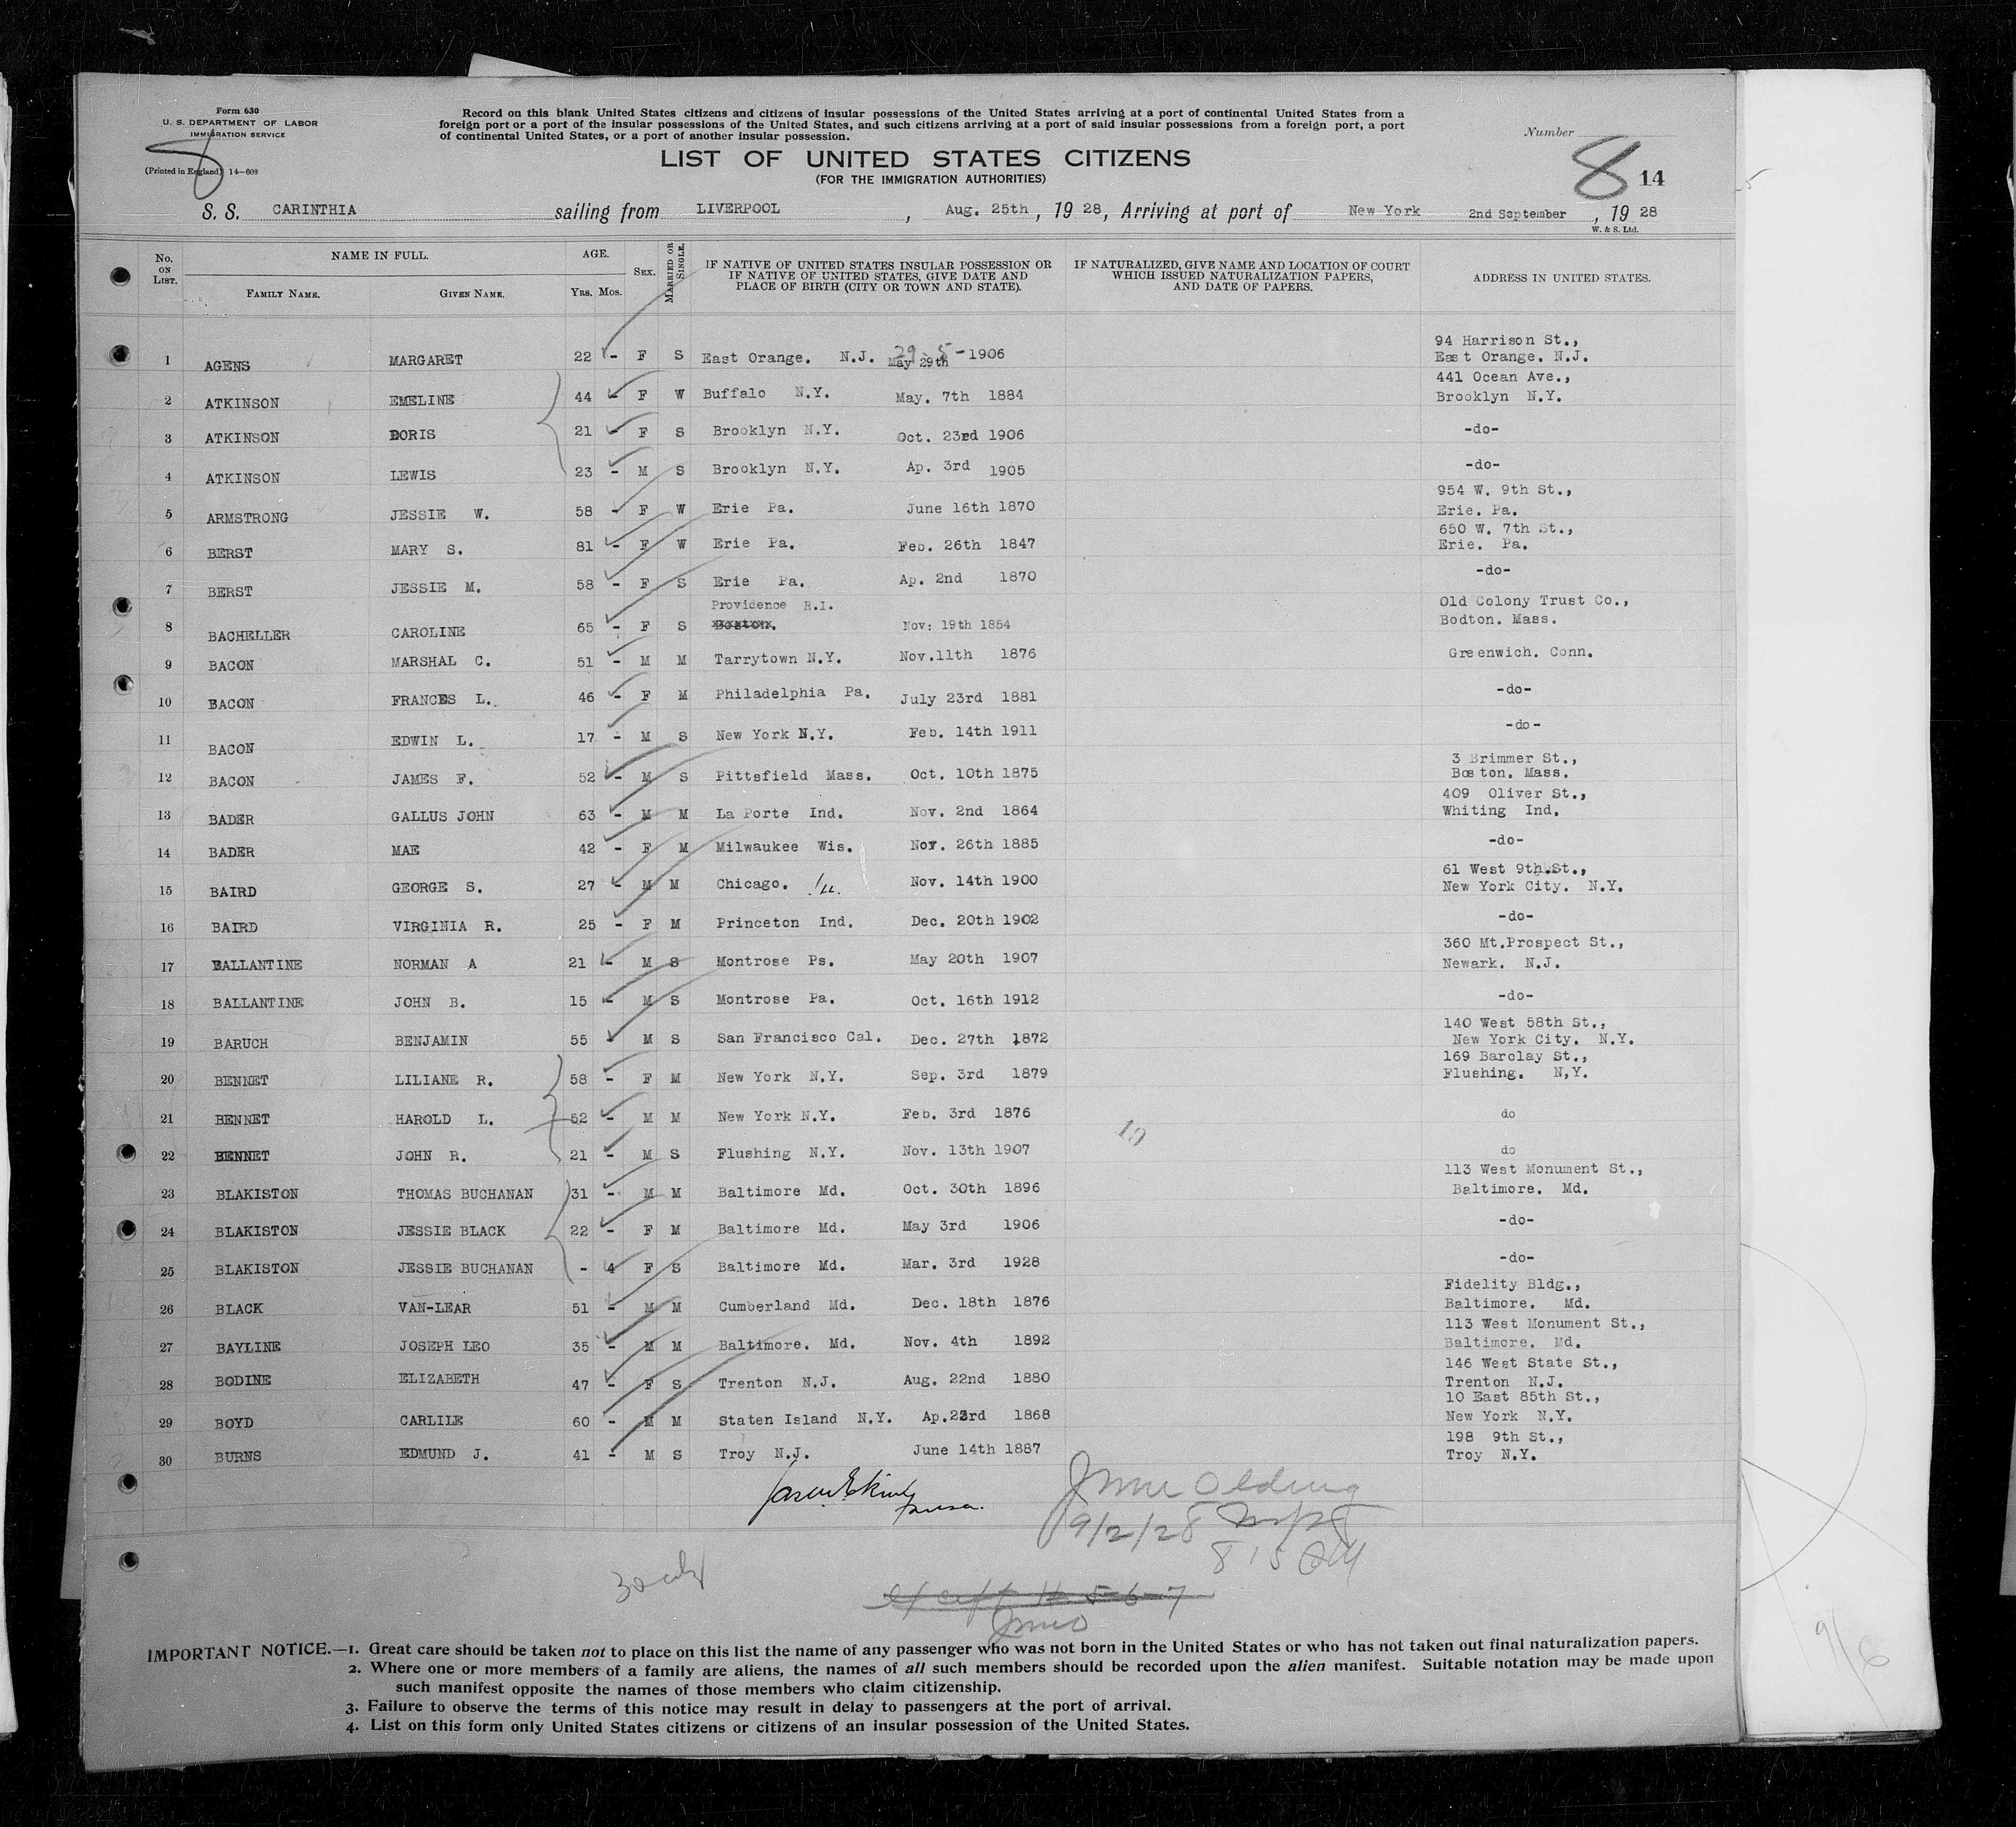 Form 630
U. S. DEPARTMENT OF LABOR
IMMIGRATION SERVICE
(Printed in England) 14—608
8
Record on this blank United States citizens and citizens of insular possessions of the United States arriving at a port of continental United States from a
foreign port or a port of the insular possessions of the United States, and such citizens arriving at a port of said insular possessions from a foreign port, a port
of continental United States, or a port of another insular possession.
Number
LIST OF UNITED STATES CITIZENS
(FOR THE IMMIGRATION AUTHORITIES)
8 14
S. S. CARINTHIA sailing from LIVERPOOL , Aug. 25th , 19 28, Arriving at port of New York 2nd September , 19 28
W. & S. Ltd.
No. ON LIST. NAME IN FULL. FAMILY NAME. GIVEN NAME. AGE. YRS. MOS. SEX. MARRIED OR SINGLE. IF NATIVE OF UNITED STATES INSULAR POSSESSION OR IF NATIVE OF UNITED STATES, GIVE DATE AND PLACE OF BIRTH (CITY OR TOWN AND STATE). IF NATURALIZED, GIVE NAME AND LOCATION OF COURT WHICH ISSUED NATURALIZATION PAPERS, AND DATE OF PAPERS. ADDRESS IN UNITED STATES.
1 AGENS MARGARET 22 - F S East Orange. N.J. May 29th 29-5-1906 94 Harrison St., East Orange. N.J.
2 ATKINSON EMELINE 44 - F W Buffalo N.Y. May. 7th 1884 441 Ocean Ave., Brooklyn N.Y.
3 ATKINSON DORIS 21 - F S Brooklyn N.Y. Oct. 23rd 1906 -do-
4 ATKINSON LEWIS 23 - M S Brooklyn N.Y. Ap. 3rd 1905 -do-
5 ARMSTRONG JESSIE W. 58 - F W Erie Pa. June 16th 1870 954 W. 9th St., Erie. Pa.
6 BERST MARY S. 81 - F W Erie Pa. Feb. 26th 1847 650 W. 7th St., Erie. Pa.
7 BERST JESSIE M. 58 - F S Erie Pa. Ap. 2nd 1870 -do-
8 BACHELLER CAROLINE 65 - F S Providence R.I. Boston. Nov: 19th 1854 Old Colony Trust Co., Bodton. Mass.
9 BACON MARSHAL C. 51 - M M Tarrytown N.Y. Nov.11th 1876 Greenwich. Conn.
10 BACON FRANCES L. 46 - F M Philadelphia Pa. July 23rd 1881 -do-
11 BACON EDWIN L. 17 - M S New York N.Y. Feb. 14th 1911 -do-
12 BACON JAMES F. 52 - M S Pittsfield Mass. Oct. 10th 1875 3 Brimmer St., Boston. Mass.
13 BADER GALLUS JOHN 63 - M M La Porte Ind. Nov. 2nd 1864 409 Oliver St., Whiting Ind.
14 BADER MAE 42 - F M Milwaukee Wis. Nov. 26th 1885 -do-
15 BAIRD GEORGE S. 27 - M M Chicago. Ill. Nov. 14th 1900 61 West 9th.St., New York City. N.Y.
16 BAIRD VIRGINIA R. 25 - F M Princeton Ind. Dec. 20th 1902 -do-
17 BALLANTINE NORMAN A 21 - M S Montrose Ps. May 20th 1907 360 Mt.Prospect St., Newark. N.J.
18 BALLANTINE JOHN B. 15 - M S Montrose Pa. Oct. 16th 1912 -do-
19 BARUCH BENJAMIN 55 M S San Francisco Cal. Dec. 27th 1872 140 West 58th St., New York City. N.Y.
20 BENNET LILIANE R. 58 - F M New York N.Y. Sep. 3rd 1879 169 Barclay St., Flushing. N,Y.
21 BENNET HAROLD L. 52 - M M New York N.Y. Feb. 3rd 1876 10 do
22 BENNET JOHN R. 21 - M S Flushing N.Y. Nov. 13th 1907 do
23 BLAKISTON THOMAS BUCHANAN 31 - M M Baltimore Md. Oct. 30th 1896 113 West Monument St., Baltimore. Md.
24 BLAKISTON JESSIE BLACK 22 - F M Baltimore Md. May 3rd 1906 -do-
25 BLAKISTON JESSIE BUCHANAN - 4 F S Baltimore Md. Mar. 3rd 1928 -do-
26 BLACK VAN-LEAR 51 - M M Cumberland Md. Dec. 18th 1876 Fidelity Bldg., Baltimore. Md.
27 BAYLINE JOSEPH LEO 35 - M M Baltimore. Md. Nov. 4th 1892 113 West Monument St., Baltimore. Md.
28 BODINE ELIZABETH 47 - F S Trenton N.J. Aug. 22nd 1880 146 West State St., Trenton N.J.
29 BOYD CARLILE 60 - M M Staten Island N.Y. Ap.23rd 1868 10 East 85th St., New York N.Y.
30 BURNS EDMUND J. 41 - M S Troy N.J. June 14th 1887 198 9th St., Troy N.Y.
9/2/28
8 15 AM
IMPORTANT NOTICE.—1. Great care should be taken not to place on this list the name of any passenger who was not born in the United States or who has not taken out final naturalization papers.
2. Where one or more members of a family are aliens, the names of all such members should be recorded upon the alien manifest. Suitable notation may be made upon
such manifest opposite the names of those members who claim citizenship.
3. Failure to observe the terms of this notice may result in delay to passengers at the port of arrival.
4. List on this form only United States citizens or citizens of an insular possession of the United States.